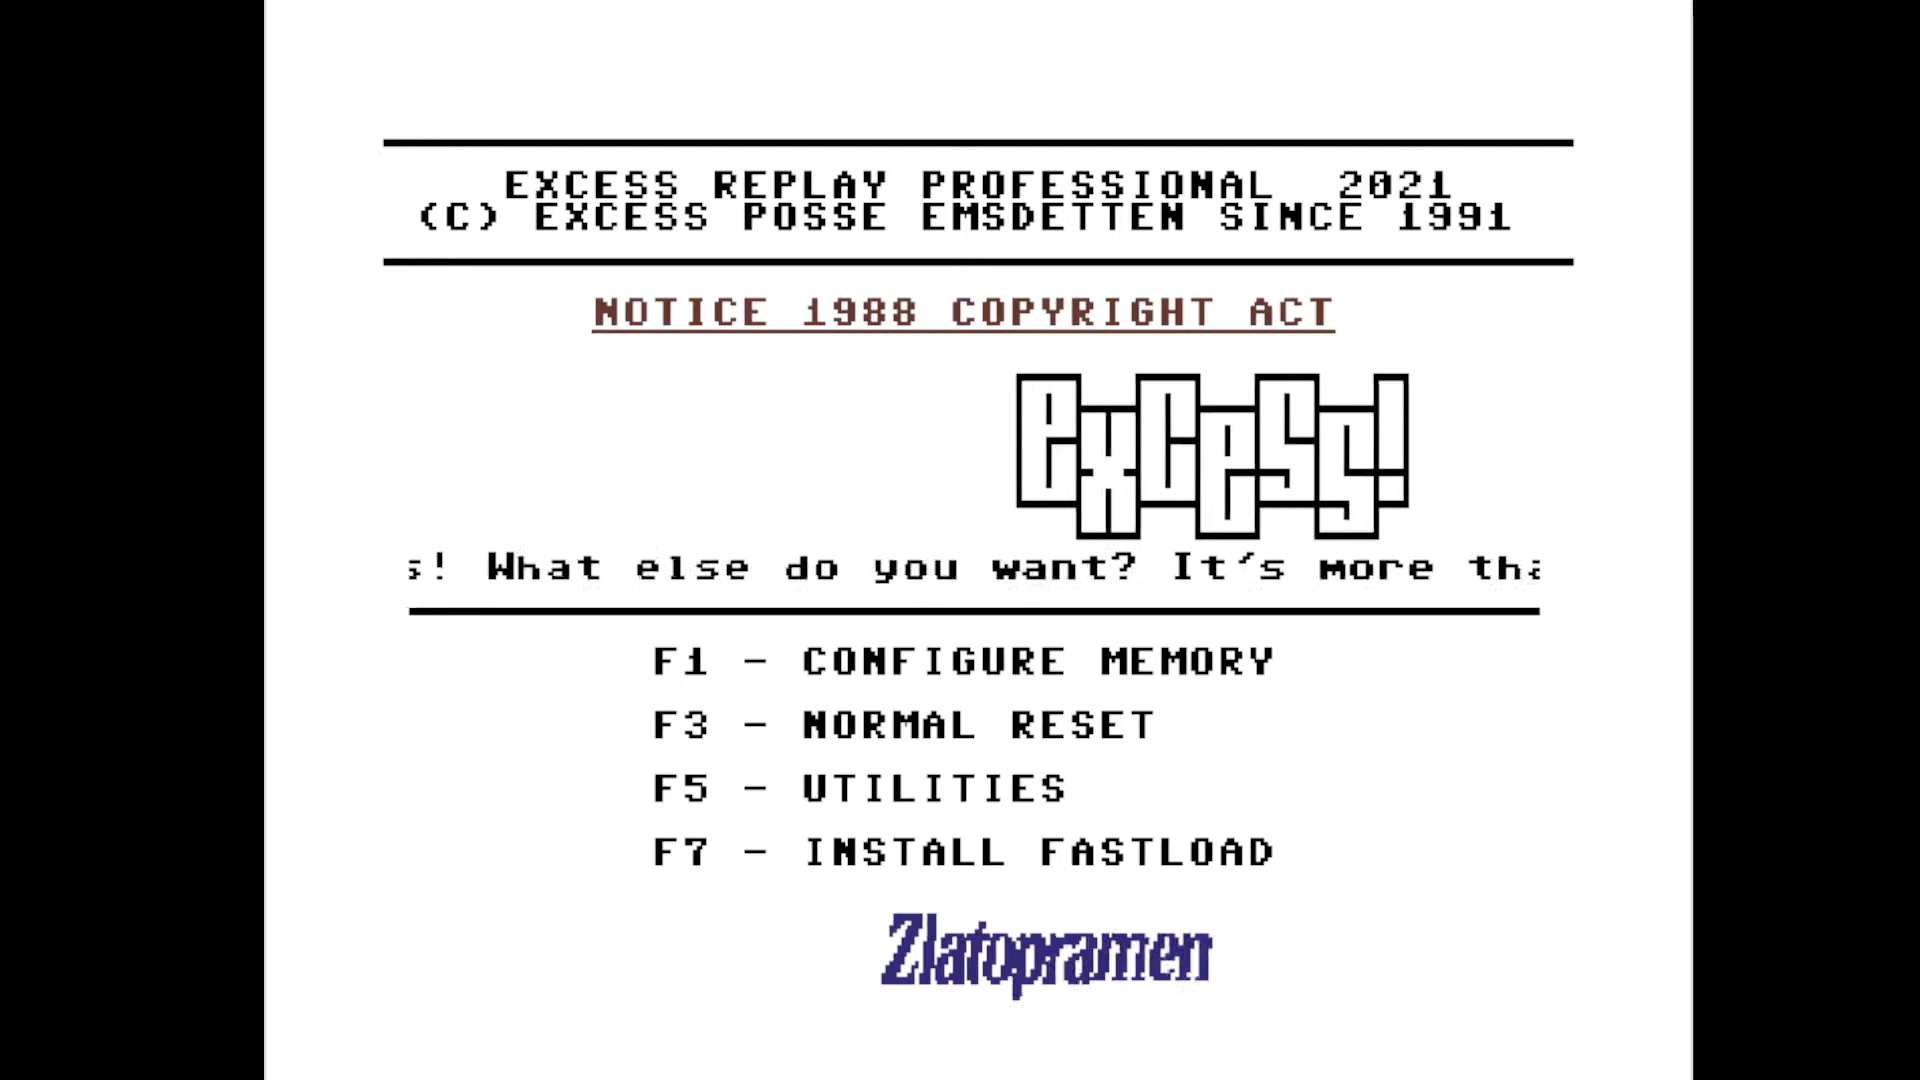 EXCESS REPLAY PROFESSIONAL 2021
(C) EXCESS POSSE EMSDETTEN SINCE 1991
NOTICE 1988 COPYRIGHT ACT
excess!
! What else do you want? It's more
F1 - CONFIGURE MEMORY
F3 - NORMAL RESET
F5 - UTILITIES
F7 - INSTALL FASTLOAD
Zlatopramen